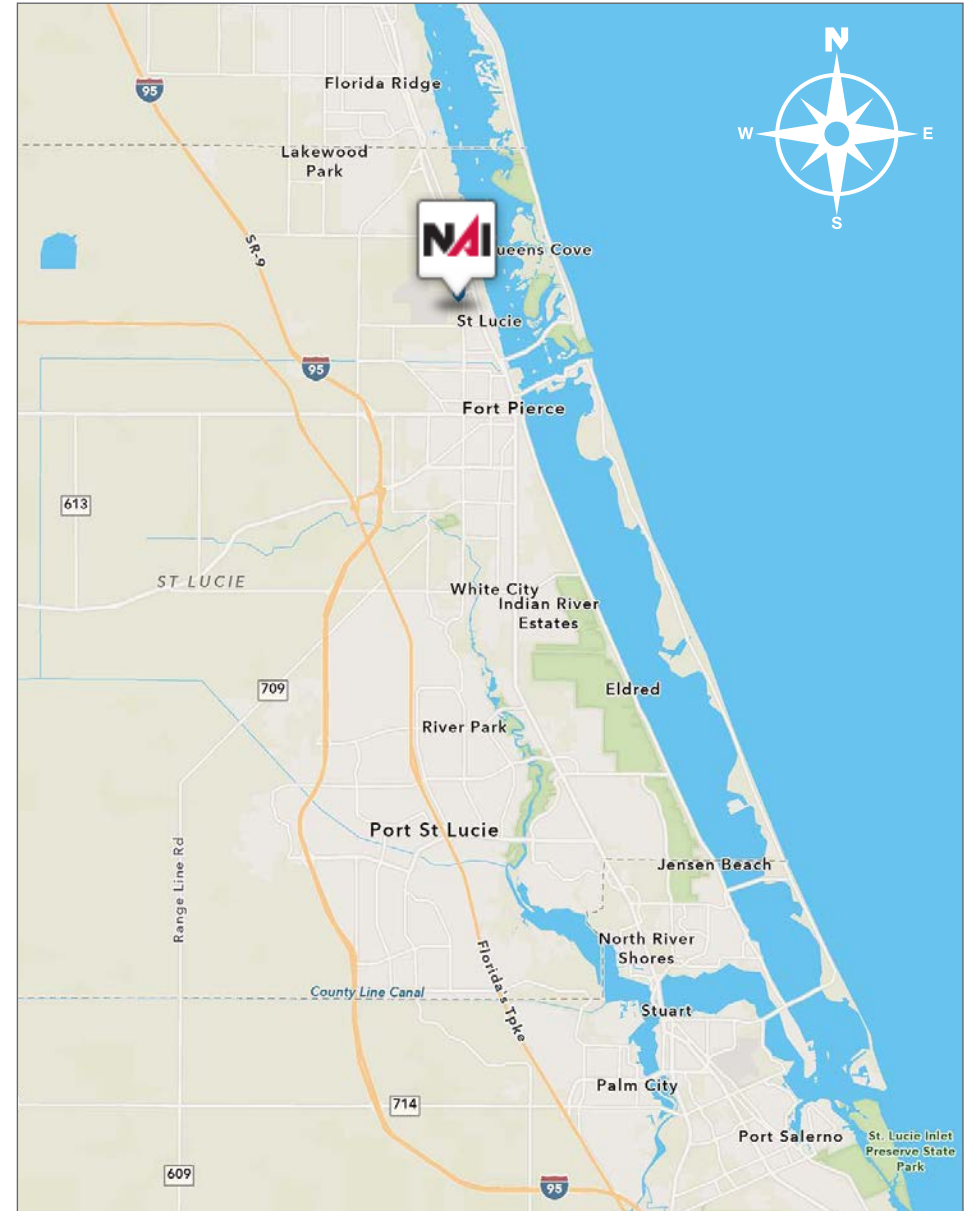 N
Florida Ridge
95
W
E
Lakewood
Park
S
NAI
ueens Cove
SR-9
St Lucie
95
Fort Pierce
613
ST LUCIE
White City
Indian River
Estates
709
Eldred
River Park
Port St Lucie
Range Line Rd
Jensen Beach
North River
Shores
Florida's Tpke
County Line Canal
Stuart
Palm City
714
Port Salerno
St. Lucie Inlet
Preserve State
Park
609
95